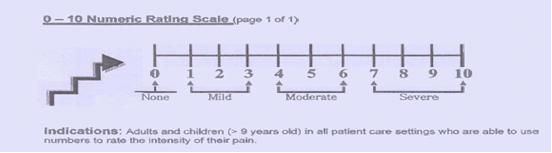 0 – 10 Numeric Rating Scale (page 1 of 1)
0 1 2 3 4 5 6 7 8 9 10
None Mild Moderate Severe
Indications: Adults and children (> 9 years old) in all patient care settings who are able to use
numbers to rate the intensity of their pain.